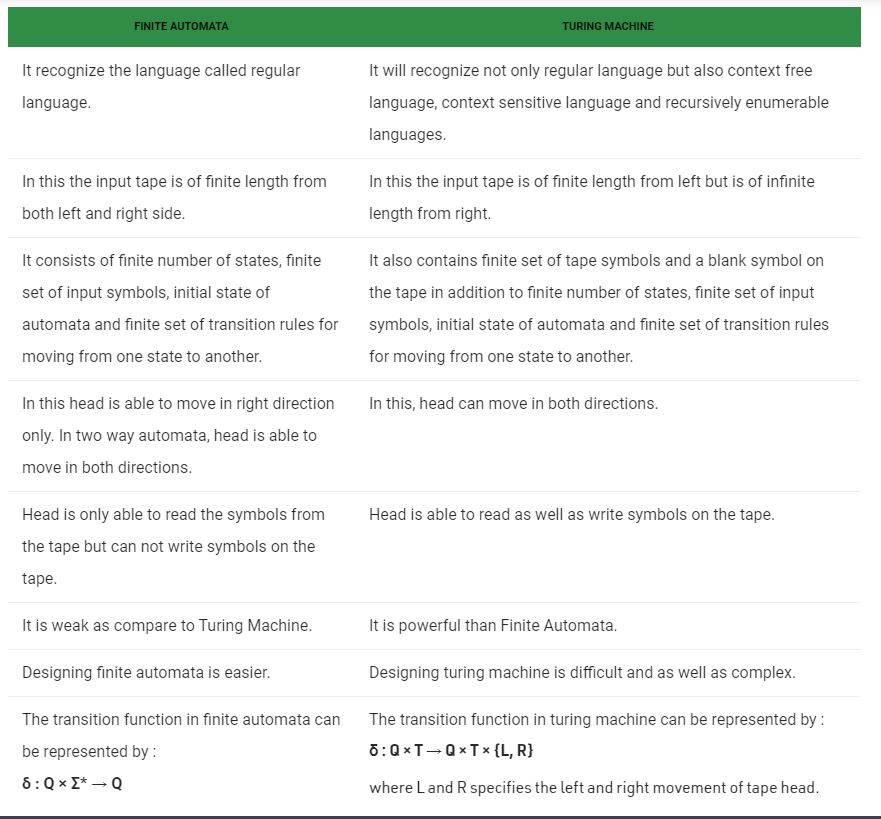 FINITE AUTOMATA
TURING MACHINE
It recognize the language called regular
language.
It will recognize not only regular language but also context free
language, context sensitive language and recursively enumerable
languages.
In this the input tape is of finite length from
both left and right side.
In this the input tape is of finite length from left but is of infinite
length from right.
It consists of finite number of states, finite
set of input symbols, initial state of
automata and finite set of transition rules for
moving from one state to another.
It also contains finite set of tape symbols and a blank symbol on
the tape in addition to finite number of states, finite set of input
symbols, initial state of automata and finite set of transition rules
for moving from one state to another.
In this head is able to move in right direction
only. In two way automata, head is able to
move in both directions.
In this, head can move in both directions.
Head is only able to read the symbols from
the tape but can not write symbols on the
tape.
Head is able to read as well as write symbols on the tape.
It is weak as compare to Turing Machine.
It is powerful than Finite Automata.
Designing finite automata is easier.
Designing turing machine is difficult and as well as complex.
The transition function in finite automata can
be represented by :
δ : Q × Σ* → Q
The transition function in turing machine can be represented by :
δ : Q × T → Q × T × {L, R}
where L and R specifies the left and right movement of tape head.